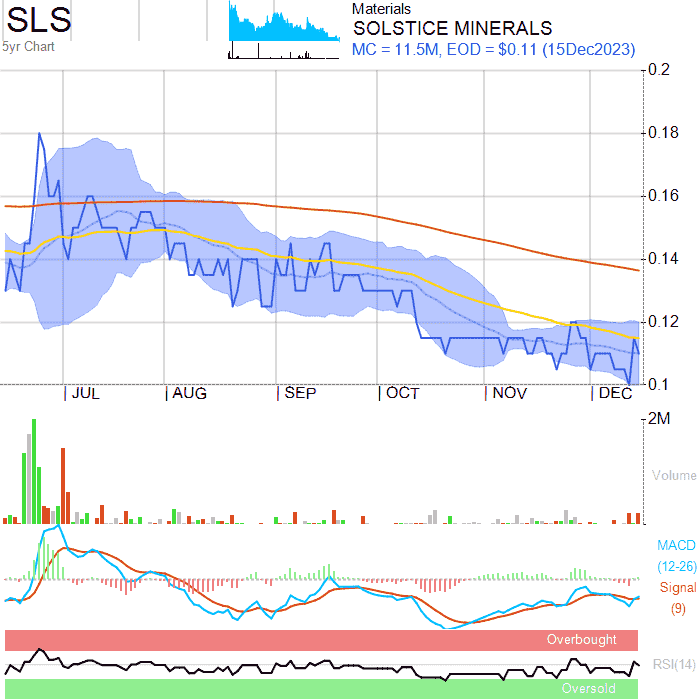 SLS
5yr Chart
Materials
SOLSTICE MINERALS
MC = 11.5M, EOD = $0.11 (15Dec2023)
0.2
0.18
0.16
0.14
0.12
0.1
JUL AUG SEP OCT NOV DEC
2M
Volume
MACD
(12-26)
Signal
(9)
Overbought
RSI(14)
Oversold